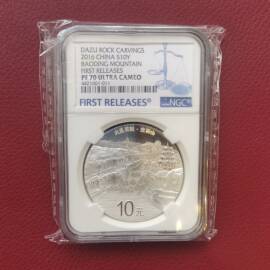 DAZU ROCK CARVINGS
2016 CHINA S10Y
BAODING MOUNTAIN
FIRST RELEASES
PF 70 ULTRA CAMEO
FIRST RELEASES
NGC
10元